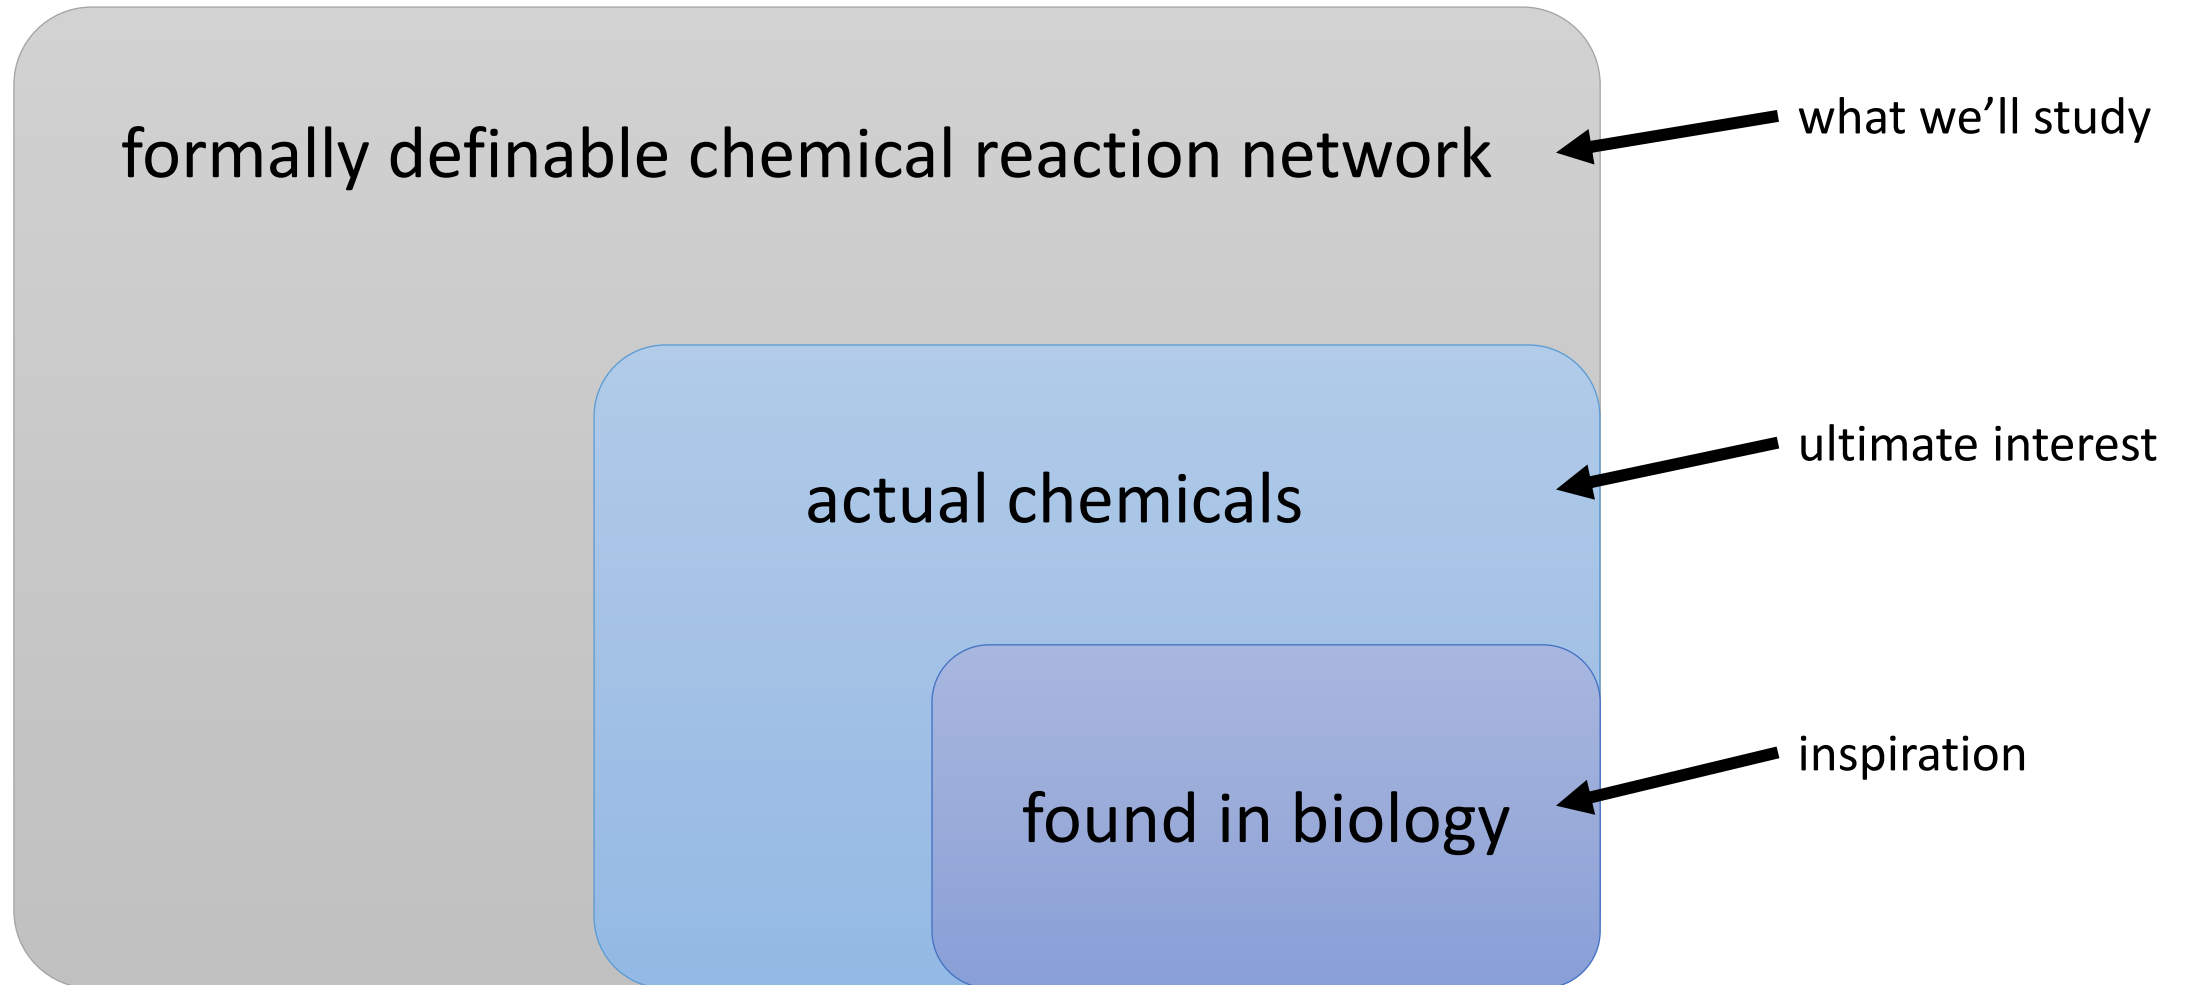 formally definable chemical reaction network
what we’ll study
actual chemicals
ultimate interest
found in biology
inspiration